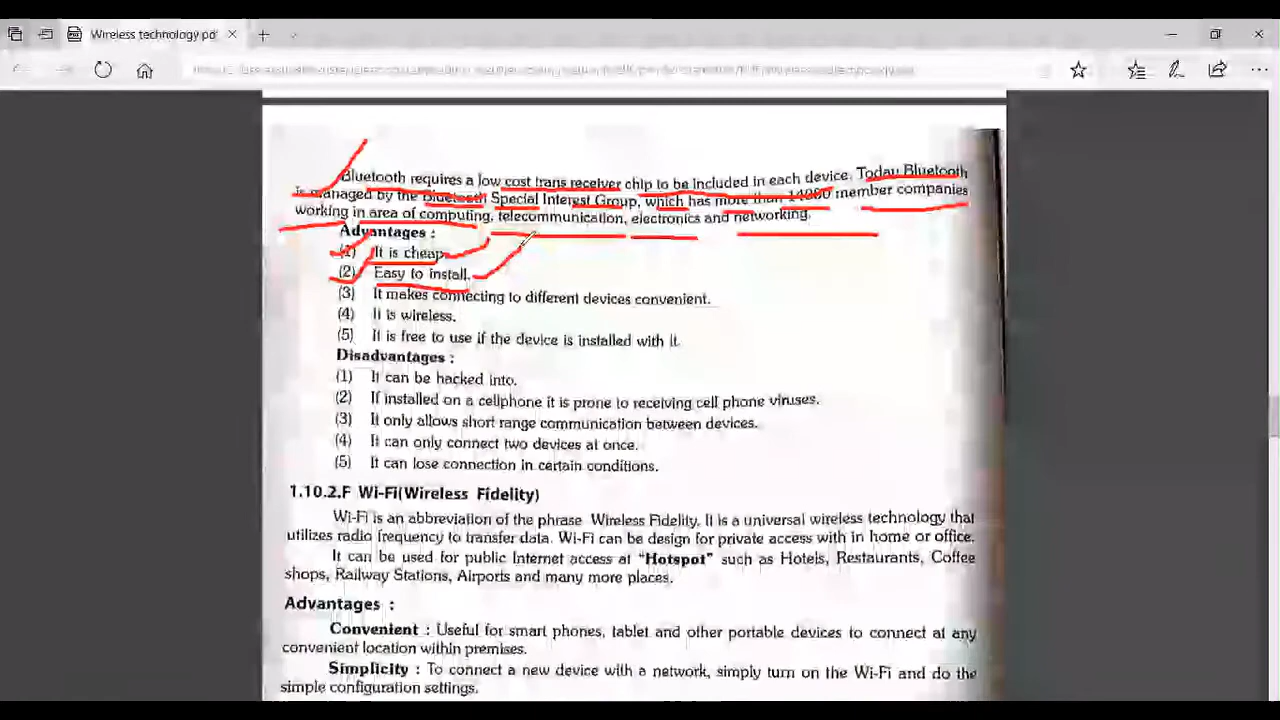 Wireless technology pd
Bluetooth requires a low cost trans receiver chip to be included in each device. Today Bluetooth
is managed by the Bluetooth Special Interest Group, which has more than 14000 member companies
working in area of computing, telecommunication, electronics and networking.
Advantages :
(1) It is cheap.
(2) Easy to install.
(3) It makes connecting to different devices convenient.
(4) It is wireless.
(5) It is free to use if the device is installed with it.
Disadvantages :
(1) It can be hacked into.
(2) If installed on a cellphone it is prone to receiving cell phone viruses.
(3) It only allows short range communication between devices.
(4) It can only connect two devices at once.
(5) It can lose connection in certain conditions.
1.10.2.F Wi-Fi(Wireless Fidelity)
Wi-Fi is an abbreviation of the phrase Wireless Fidelity. It is a universal wireless technology that
utilizes radio frequency to transfer data. Wi-Fi can be design for private access with in home or office.
It can be used for public Internet access at "Hotspot" such as Hotels, Restaurants, Coffee
shops, Railway Stations, Airports and many more places.
Advantages :
Convenient : Useful for smart phones, tablet and other portable devices to connect at any
convenient location within premises.
Simplicity : To connect a new device with a network, simply turn on the Wi-Fi and do the
simple configuration settings.